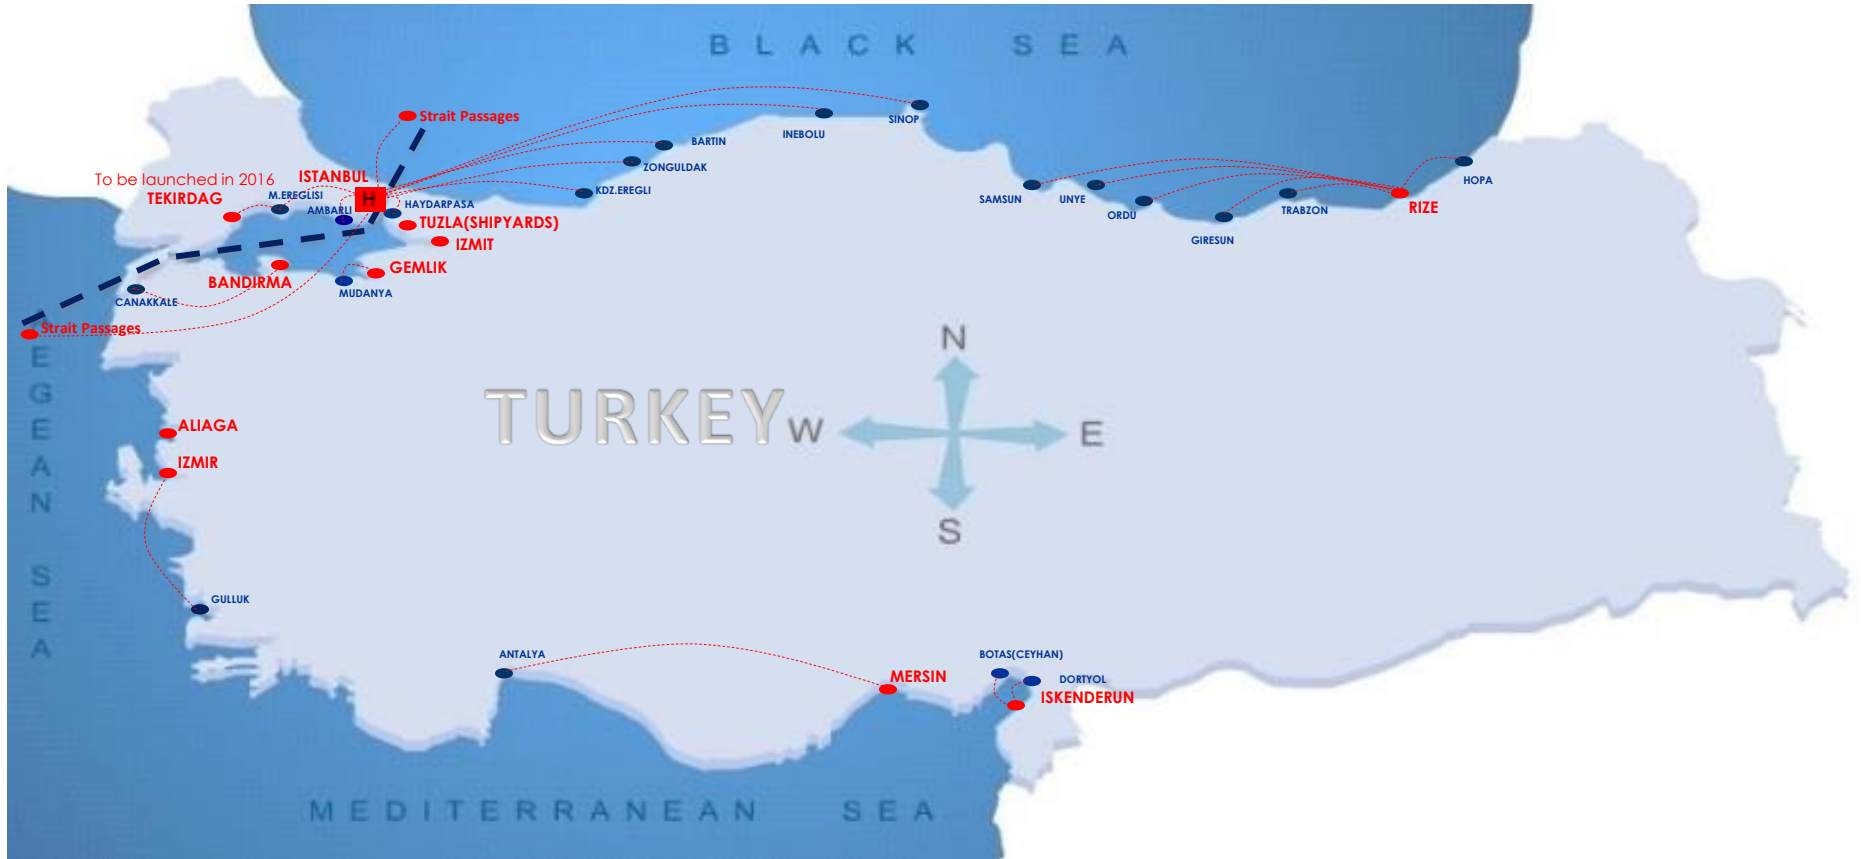 BLACK SEA
Strait Passages
SINOP
INEBOLU
BARTIN
ZONGULDAK
KDZ.EREGLI
To be launched in 2016
ISTANBUL
H
TEKIRDAG
M.EREGLISI
AMBARLI
HAYDARPASA
TUZLA(SHIPYARDS)
IZMIT
GEMLIK
BANDIRMA
MUDANYA
CANAKKALE
Strait Passages
SAMSUN
UNYE
ORDU
GIRESUN
TRABZON
RIZE
HOPA
EGEAN SEA
ALIAGA
IZMIR
GULLUK
TURKEY
N
W
E
S
ANTALYA
MERSIN
BOTAS(CEYHAN)
DORTYOL
ISKENDERUN
MEDITERRANEAN SEA